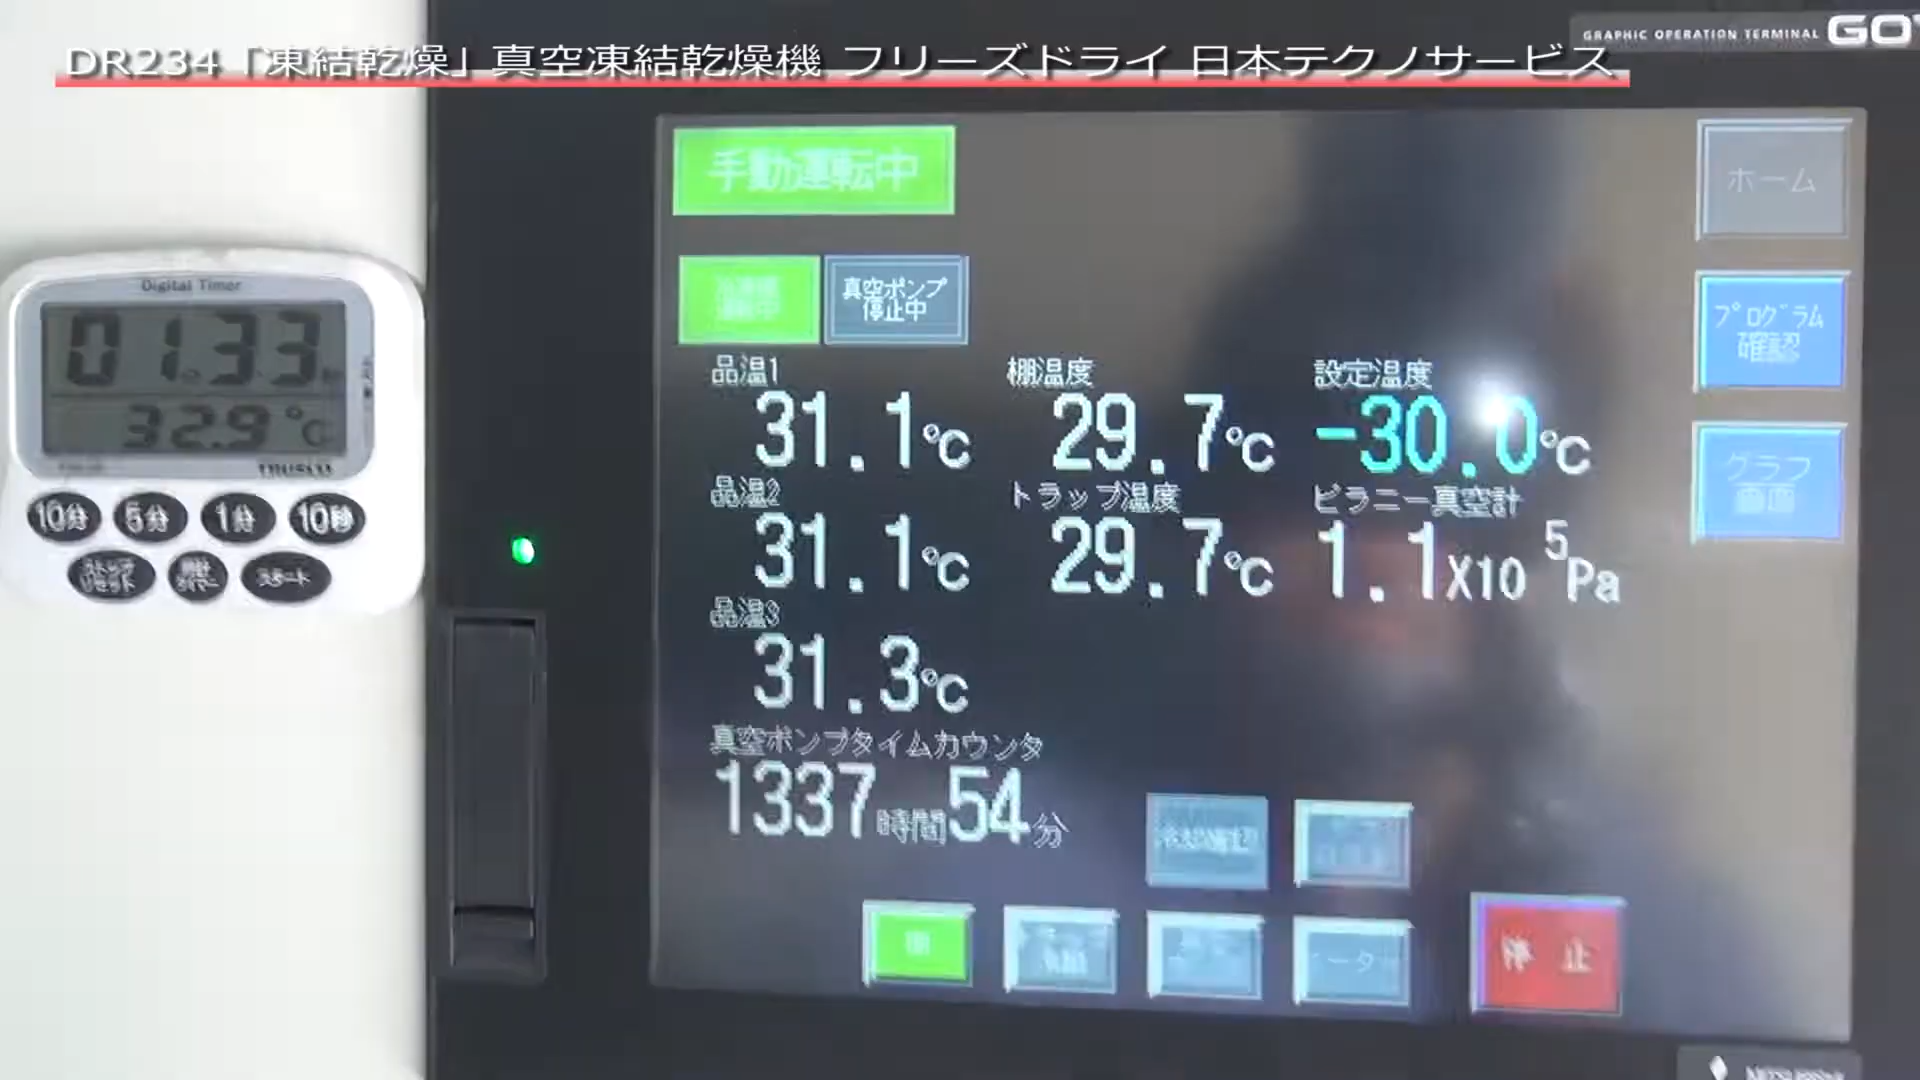 DR234「凍結乾燥」真空凍結乾燥機 フリーズドライ 日本テクノサービス
GRAPHIC OPERATION TERMINAL GOT
手動運転中
ホーム
真空ポンプ
停止中
プログラム
確認
グラフ
画面
Digital Timer
01 33
32.9 °C
TRUSCO
10分 5分 1分 10秒
スタート
品温1 棚温度 設定温度
31.1℃ 29.7℃ -30.0℃
品温2 トラップ温度 ピラニー真空計
31.1℃ 29.7℃ 1.1X10 5 Pa
品温3
31.3℃
真空ポンプタイムカウンタ
1337時間54分
棚
停止
MITSUBISHI